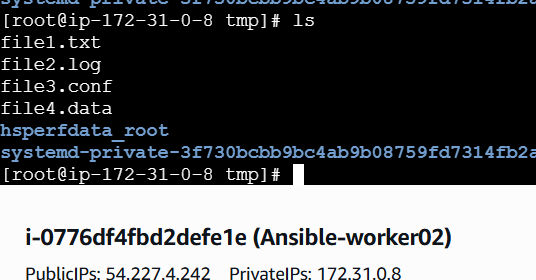 [root@ip-172-31-0-8 tmp]# ls
file1.txt
file2.log
file3.conf
file4.data
hsperfdata_root
systemd-private-3f730bcbb9bc4ab9b08759fd7314fb2a
[root@ip-172-31-0-8 tmp]#
i-0776df4fbd2defe1e (Ansible-worker02)
PublicIPs: 54.227.4.242 PrivateIPs: 172.31.0.8